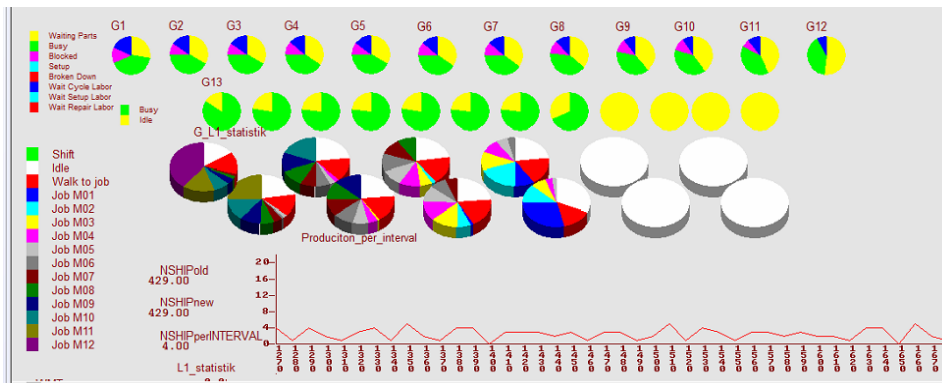 G1 G2 G3 G4 G5 G6 G7 G8 G9 G10 G11 G12
Waiting Parts
Busy
Blocked
Setup
Broken Down
Wait Cycle Labor
Wait Setup Labor
Wait Repair Labor
G13
Busy
Idle
G_L1_statistik
Shift
Idle
Walk to job
Job M01
Job M02
Job M03
Job M04
Job M05
Job M06
Job M07
Job M08
Job M09
Job M10
Job M11
Job M12
Produciton_per_interval
NSHIPold
429.00
NSHIPnew
429.00
NSHIPperINTERVAL
4.00
20
16
12
8
4
0
L1_statistik